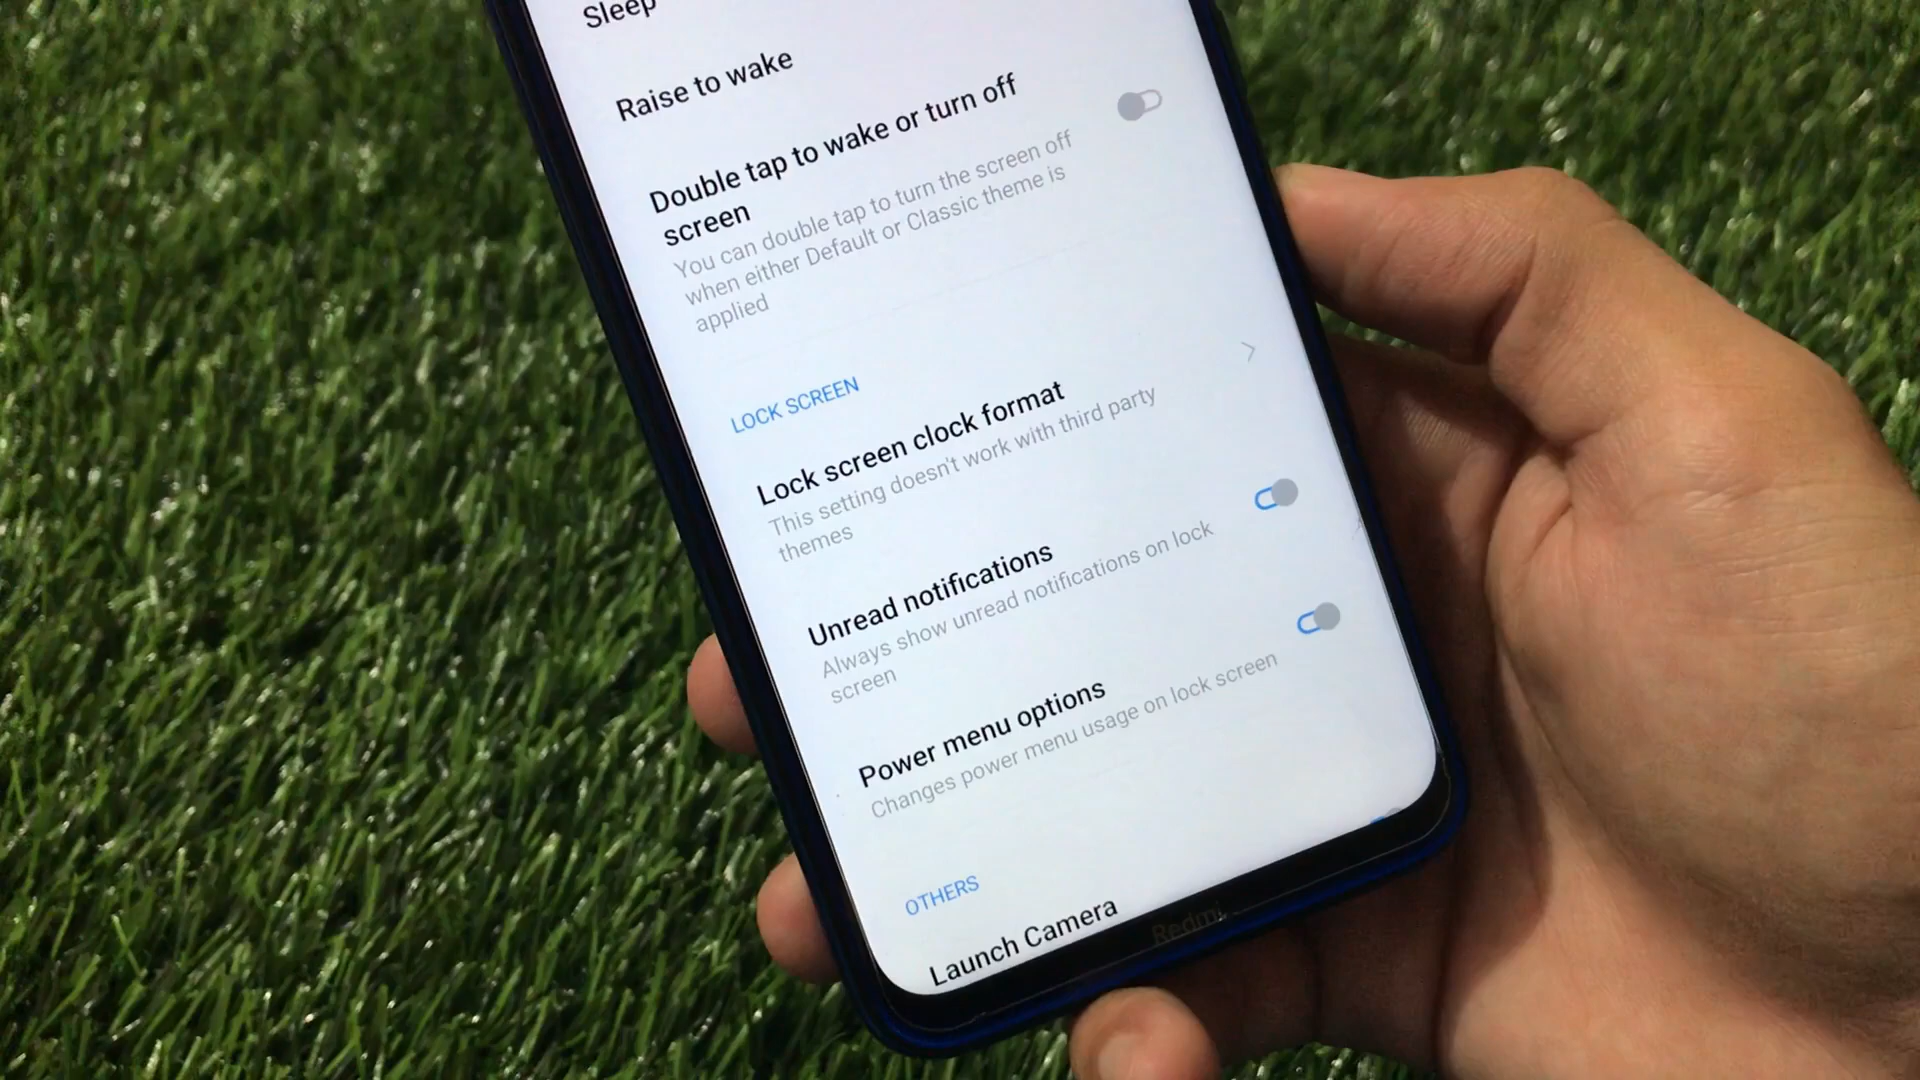 Sleep
Raise to wake
Double tap to wake or turn off
screen
You can double tap to turn the screen off
when either Default or Classic theme is
applied
LOCK SCREEN
Lock screen clock format
This setting doesn't work with third party
themes
Unread notifications
Always show unread notifications on lock
screen
Power menu options
Changes power menu usage on lock screen
OTHERS
Launch Camera
Redmi